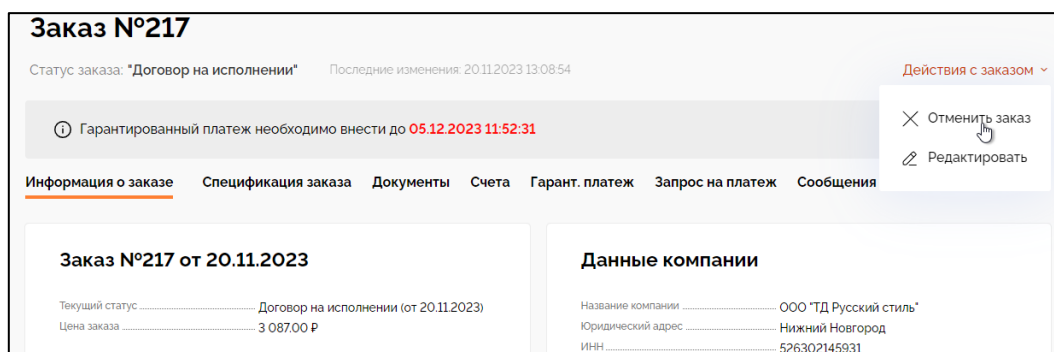 Заказ №217
Статус заказа: "Договор на исполнении" Последние изменения: 20.11.2023 13:08:54
Действия с заказом
Гарантированный платеж необходимо внести до 05.12.2023 11:52:31
Отменить заказ
Редактировать
Информация о заказе Спецификация заказа Документы Счета Гарант. платеж Запрос на платеж Сообщения
Заказ №217 от 20.11.2023
Текущий статус Договор на исполнении (от 20.11.2023)
Цена заказа 3 087.00 ₽
Данные компании
Название компании ООО "ТД Русский стиль"
Юридический адрес Нижний Новгород
ИНН 526302145931